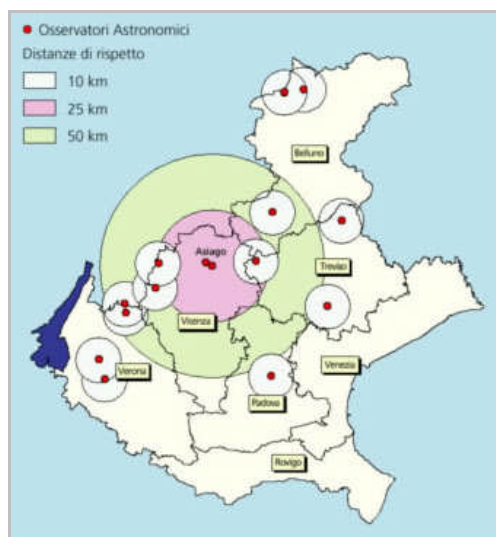 Osservatori Astronomici
Distanze di rispetto
10 km
25 km
50 km
Belluno
Asiago
Treviso
Vicenza
Venezia
Verona
Padova
Rovigo